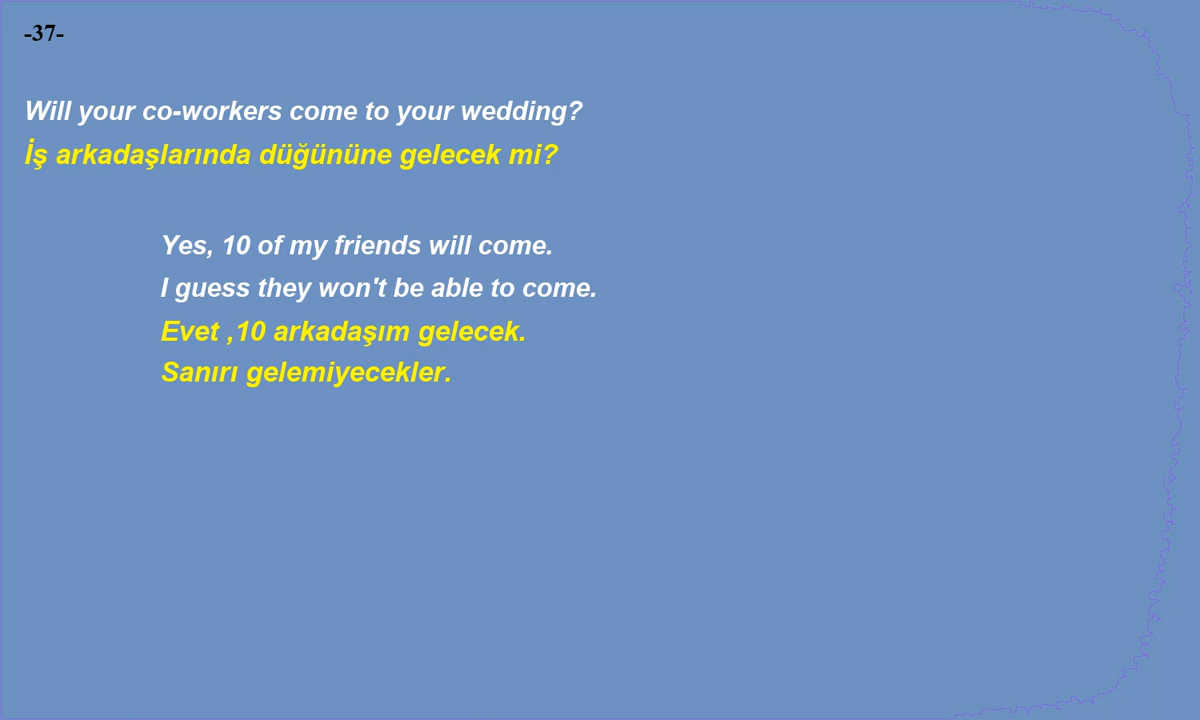 -37-
Will your co-workers come to your wedding?
İş arkadaşlarında düğününe gelecek mi?
Yes, 10 of my friends will come.
I guess they won't be able to come.
Evet ,10 arkadaşım gelecek.
Sanırı gelemiyecekler.